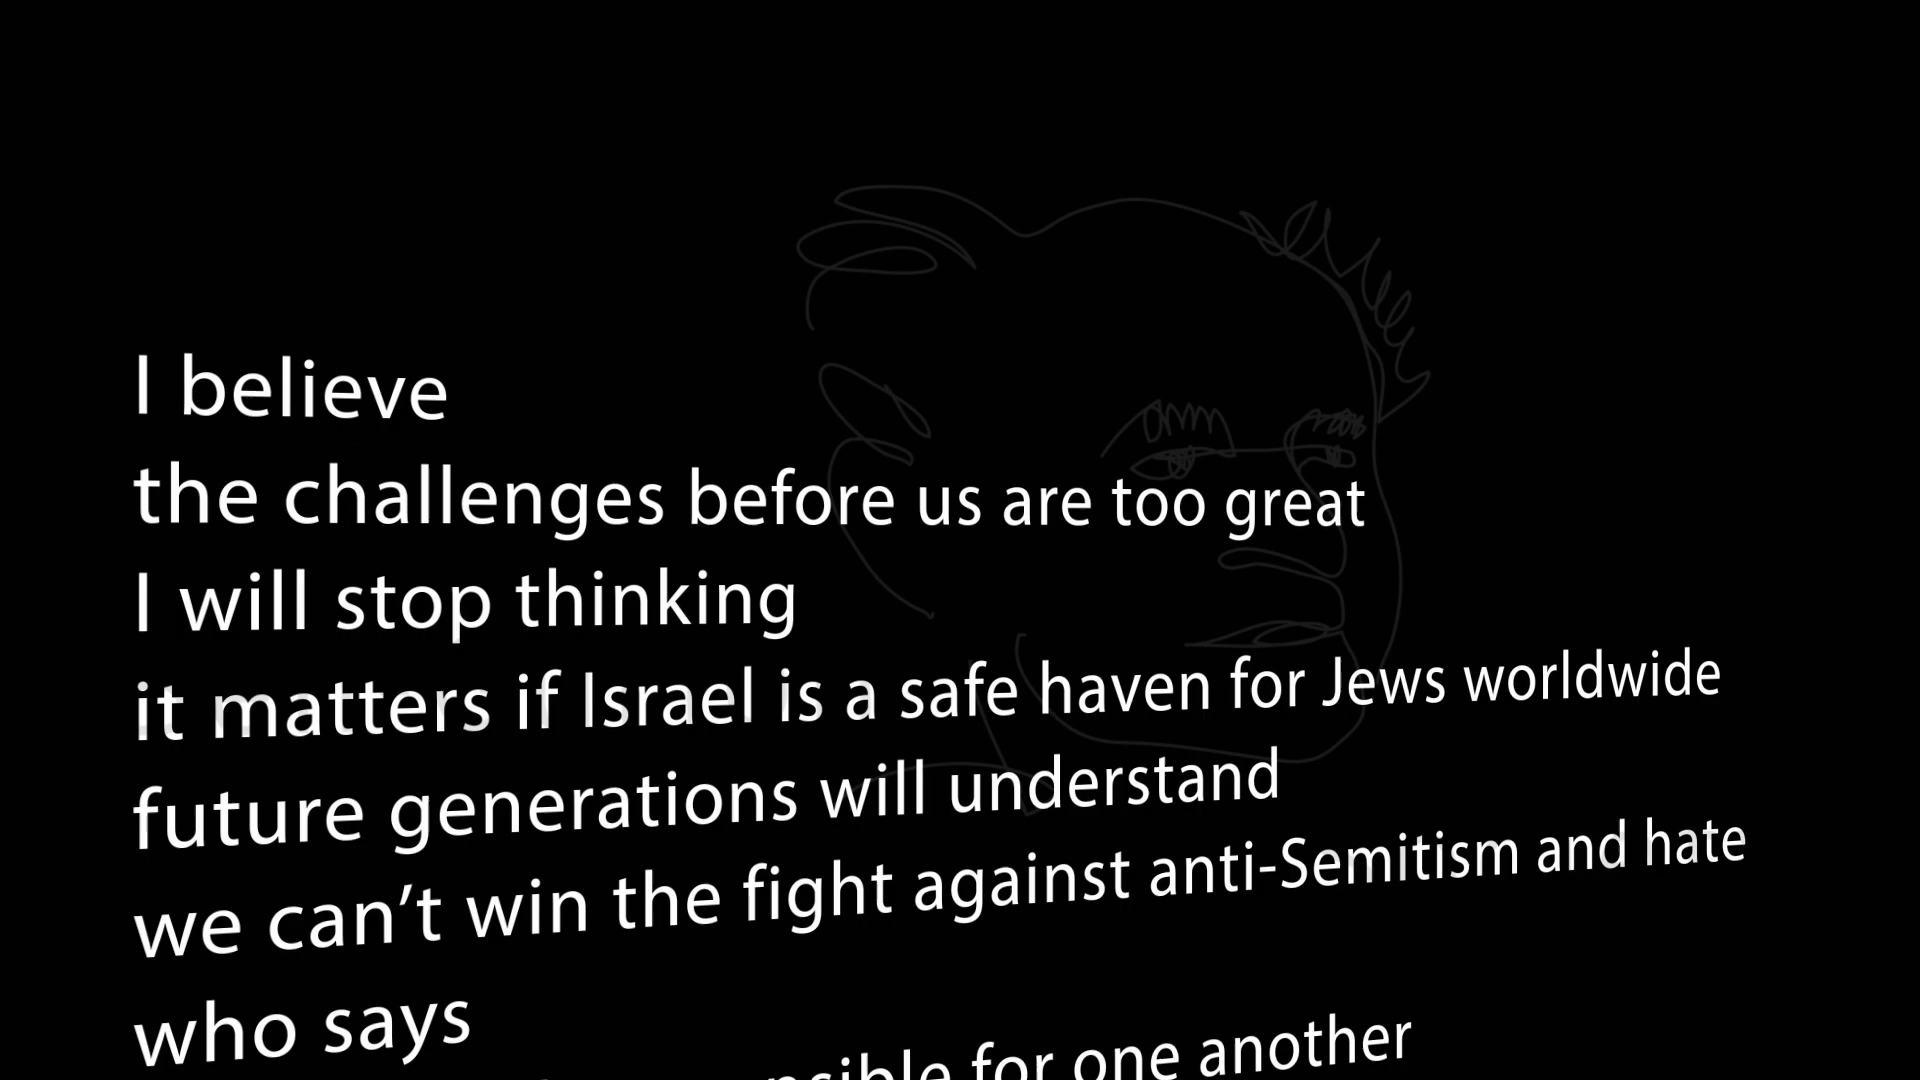 I believe
the challenges before us are too great
I will stop thinking
it matters if Israel is a safe haven for Jews worldwide
future generations will understand
we can’t win the fight against anti-Semitism and hate
who says
for one another